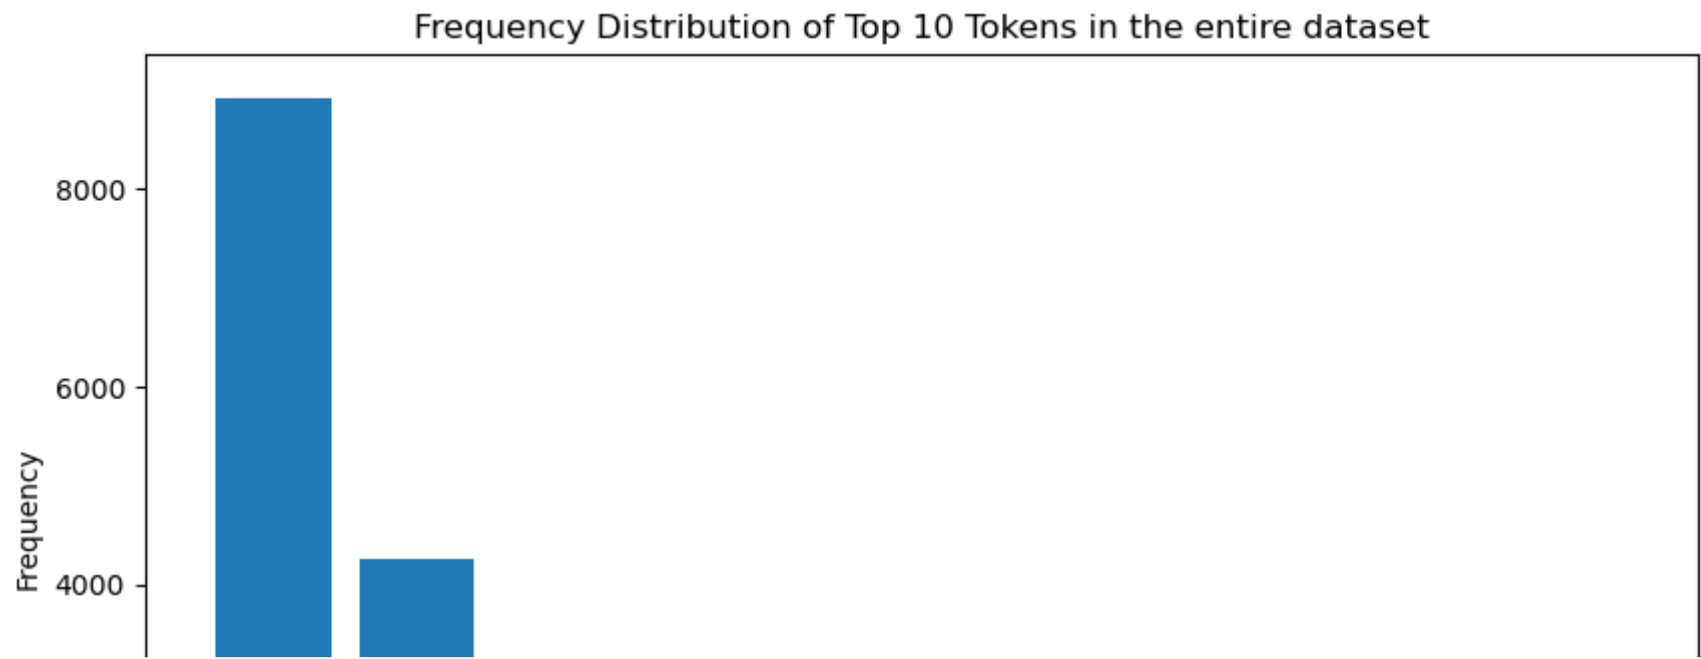 Frequency Distribution of Top 10 Tokens in the entire dataset
8000
6000
4000
Frequency